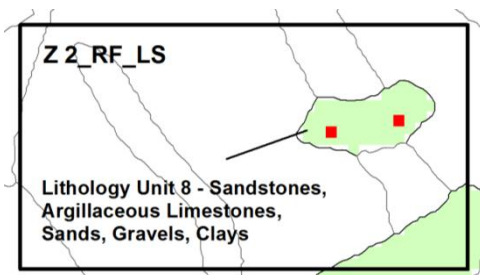 Z 2_RF_LS
Lithology Unit 8 - Sandstones,
Argillaceous Limestones,
Sands, Gravels, Clays